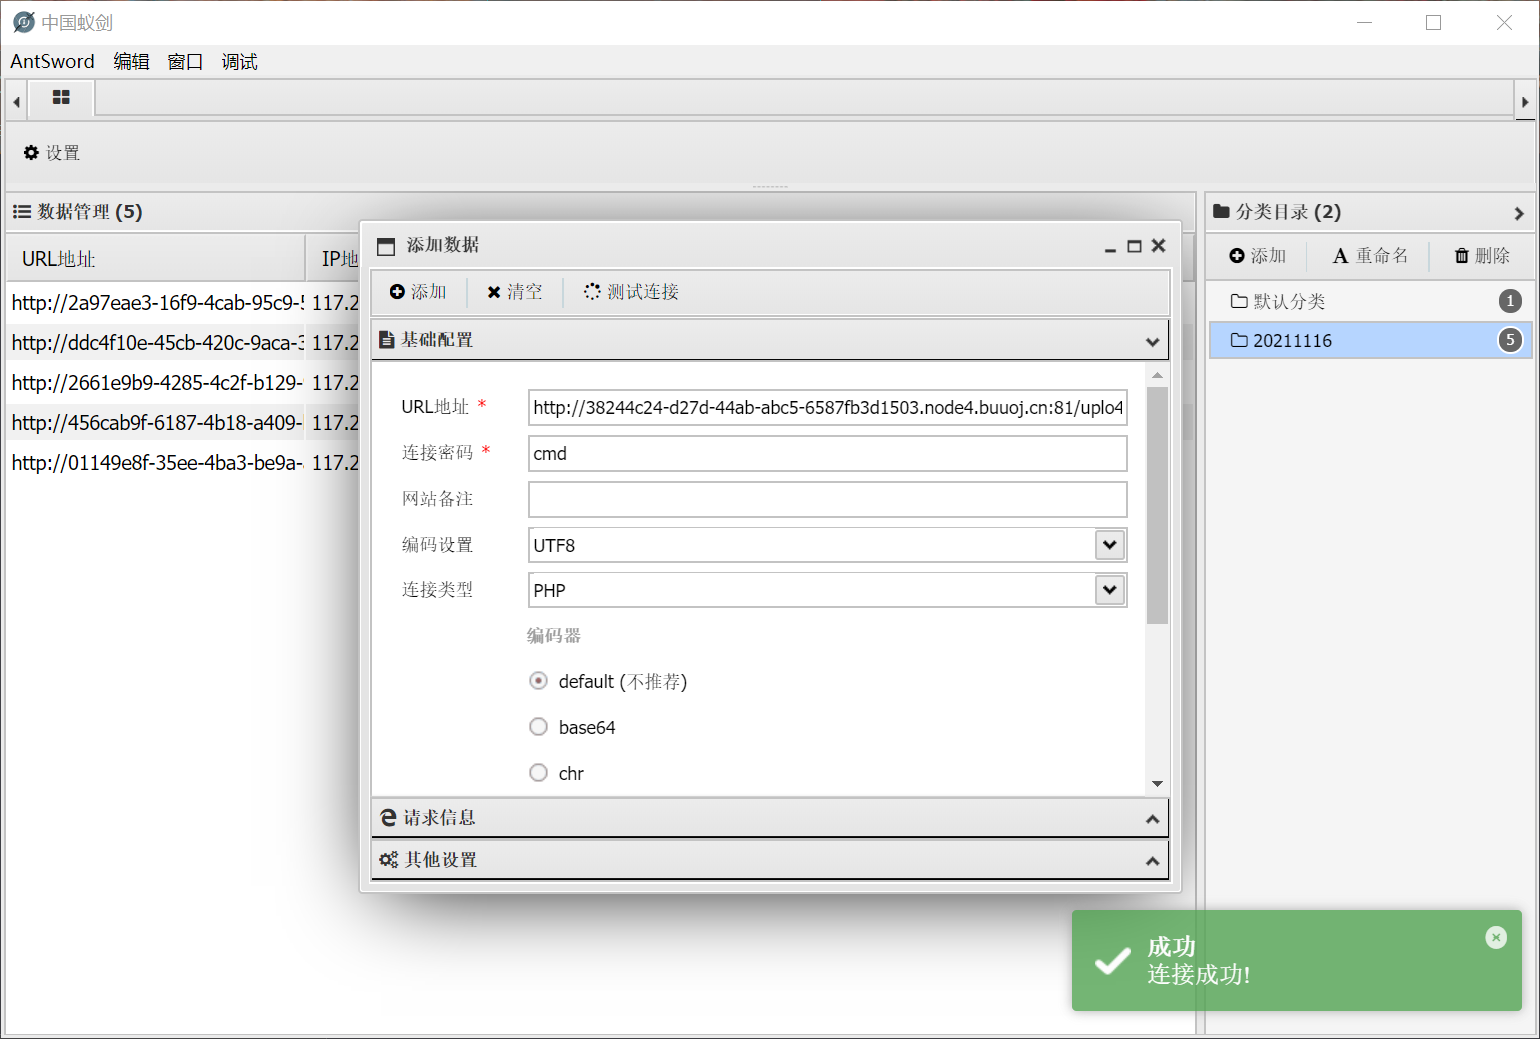 中国蚁剑
AntSword 编辑 窗口 调试
设置
数据管理 (5)
URL地址 IP地
http://2a97eae3-16f9-4cab-95c9-5 117.2
http://ddc4f10e-45cb-420c-9aca-3 117.2
http://2661e9b9-4285-4c2f-b129- 117.2
http://456cab9f-6187-4b18-a409- 117.2
http://01149e8f-35ee-4ba3-be9a- 117.2
添加数据
添加 清空 测试连接
基础配置
URL地址 * http://38244c24-d27d-44ab-abc5-6587fb3d1503.node4.buuoj.cn:81/uplo4
连接密码 * cmd
网站备注
编码设置 UTF8
连接类型 PHP
编码器
default (不推荐)
base64
chr
请求信息
其他设置
分类目录 (2)
添加 重命名 删除
默认分类 1
20211116 5
成功
连接成功!